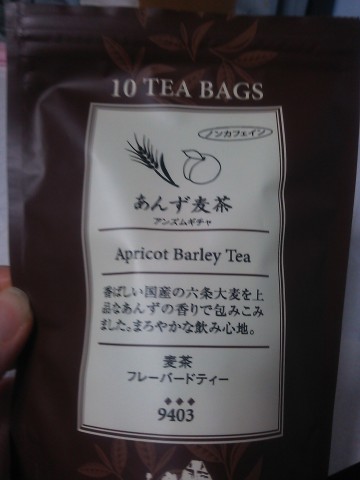 10 TEA BAGS
ノンカフェイン
あんず麦茶
アンズムギチャ
Apricot Barley Tea
香ばしい国産の六条大麦を上
品なあんずの香りで包みこみ
ました。まろやかな飲み心地。
麦茶
フレーバードティー
9403